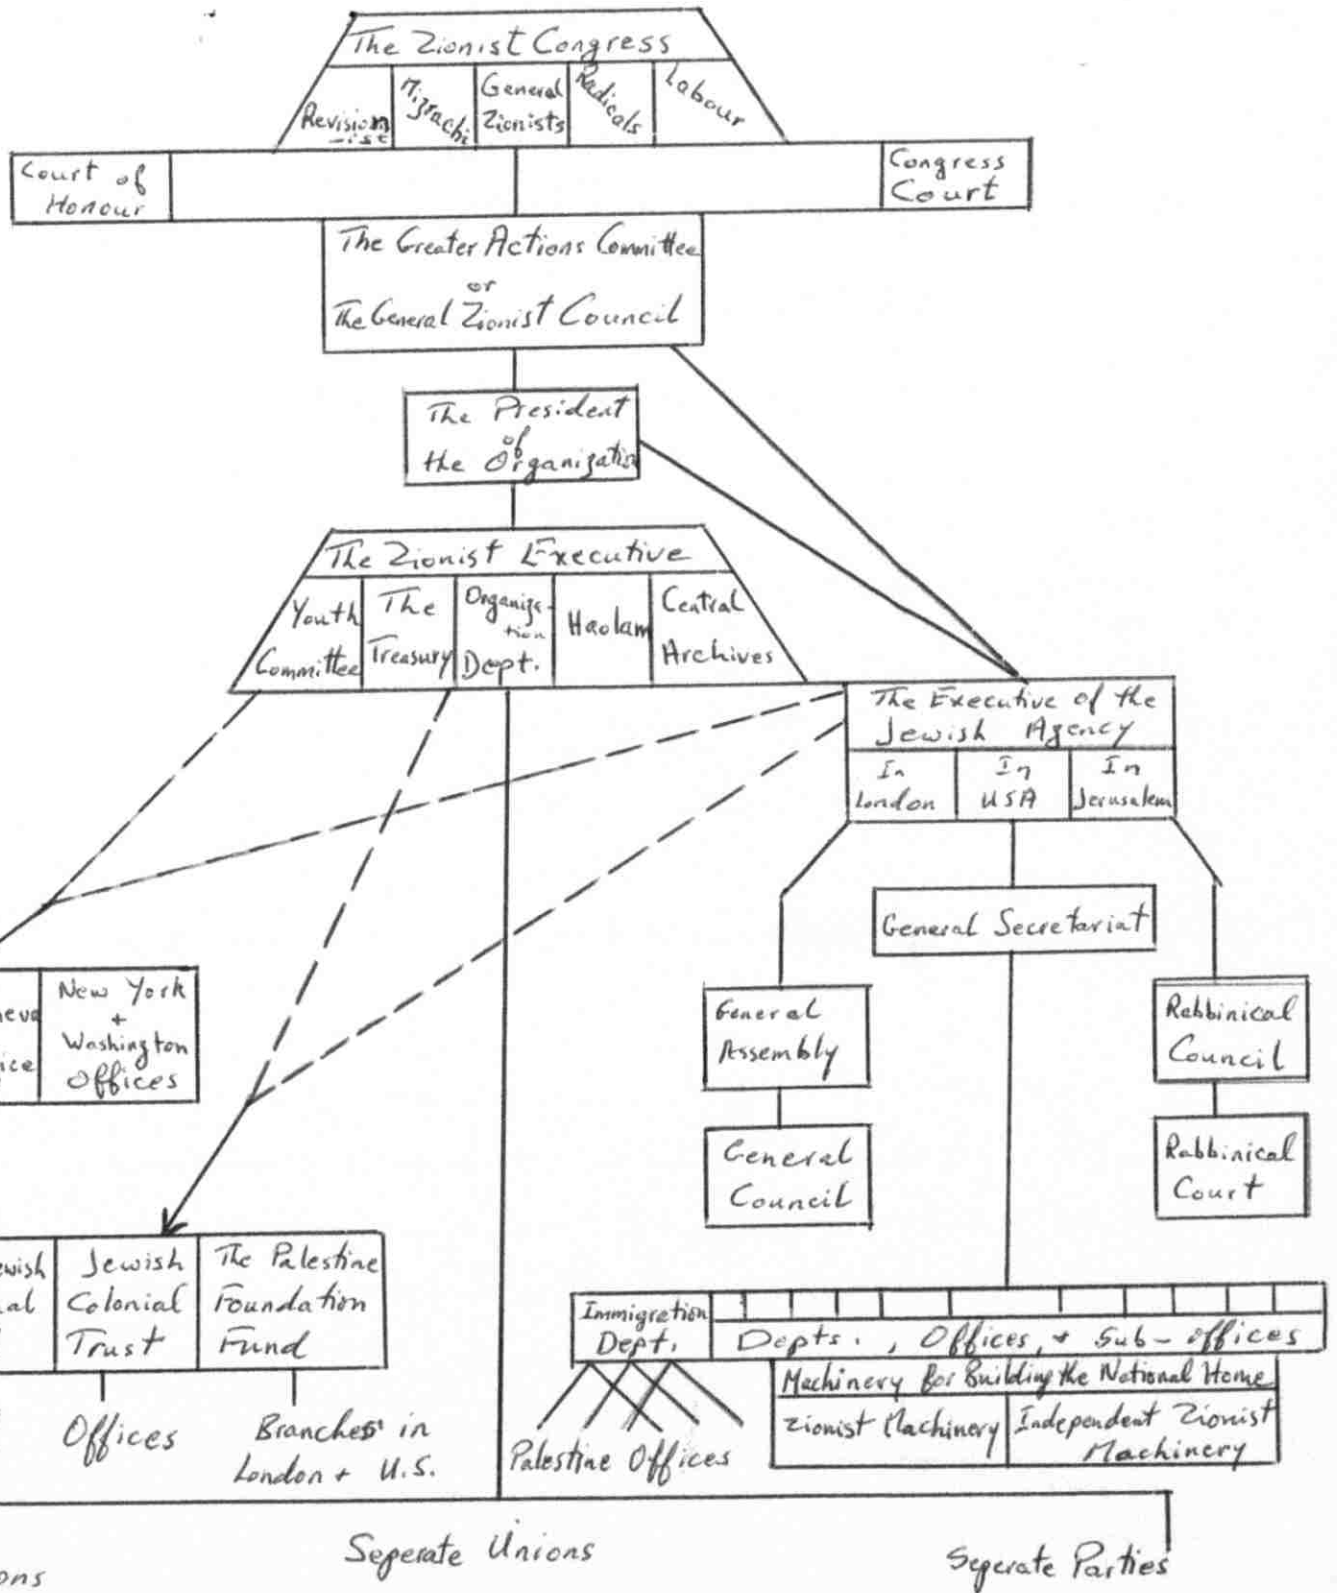 The Zionist Congress
Revision
-ist
Mizrachi
General
Zionists
Radicals
Labour
Court of
Honour
Congress
Court
The Greater Actions Committee
or
The General Zionist Council
The President
of
the Organization
The Zionist Executive
Youth
Committee
The
Treasury
Organiza-
tion
Dept.
Haolam
Central
Archives
The Executive of the
Jewish Agency
In
London
In
USA
In
Jerusalem
General Secretariat
New York
+
Washington
Offices
General
Assembly
Rabbinical
Council
General
Council
Rabbinical
Court
Jewish
Colonial
Trust
The Palestine
Foundation
Fund
Immigration
Dept.
Depts., Offices, + Sub-offices
Machinery for Building the National Home
Zionist Machinery
Independent Zionist
Machinery
Offices
Branches in
London + U.S.
Palestine Offices
Seperate Unions
Seperate Parties